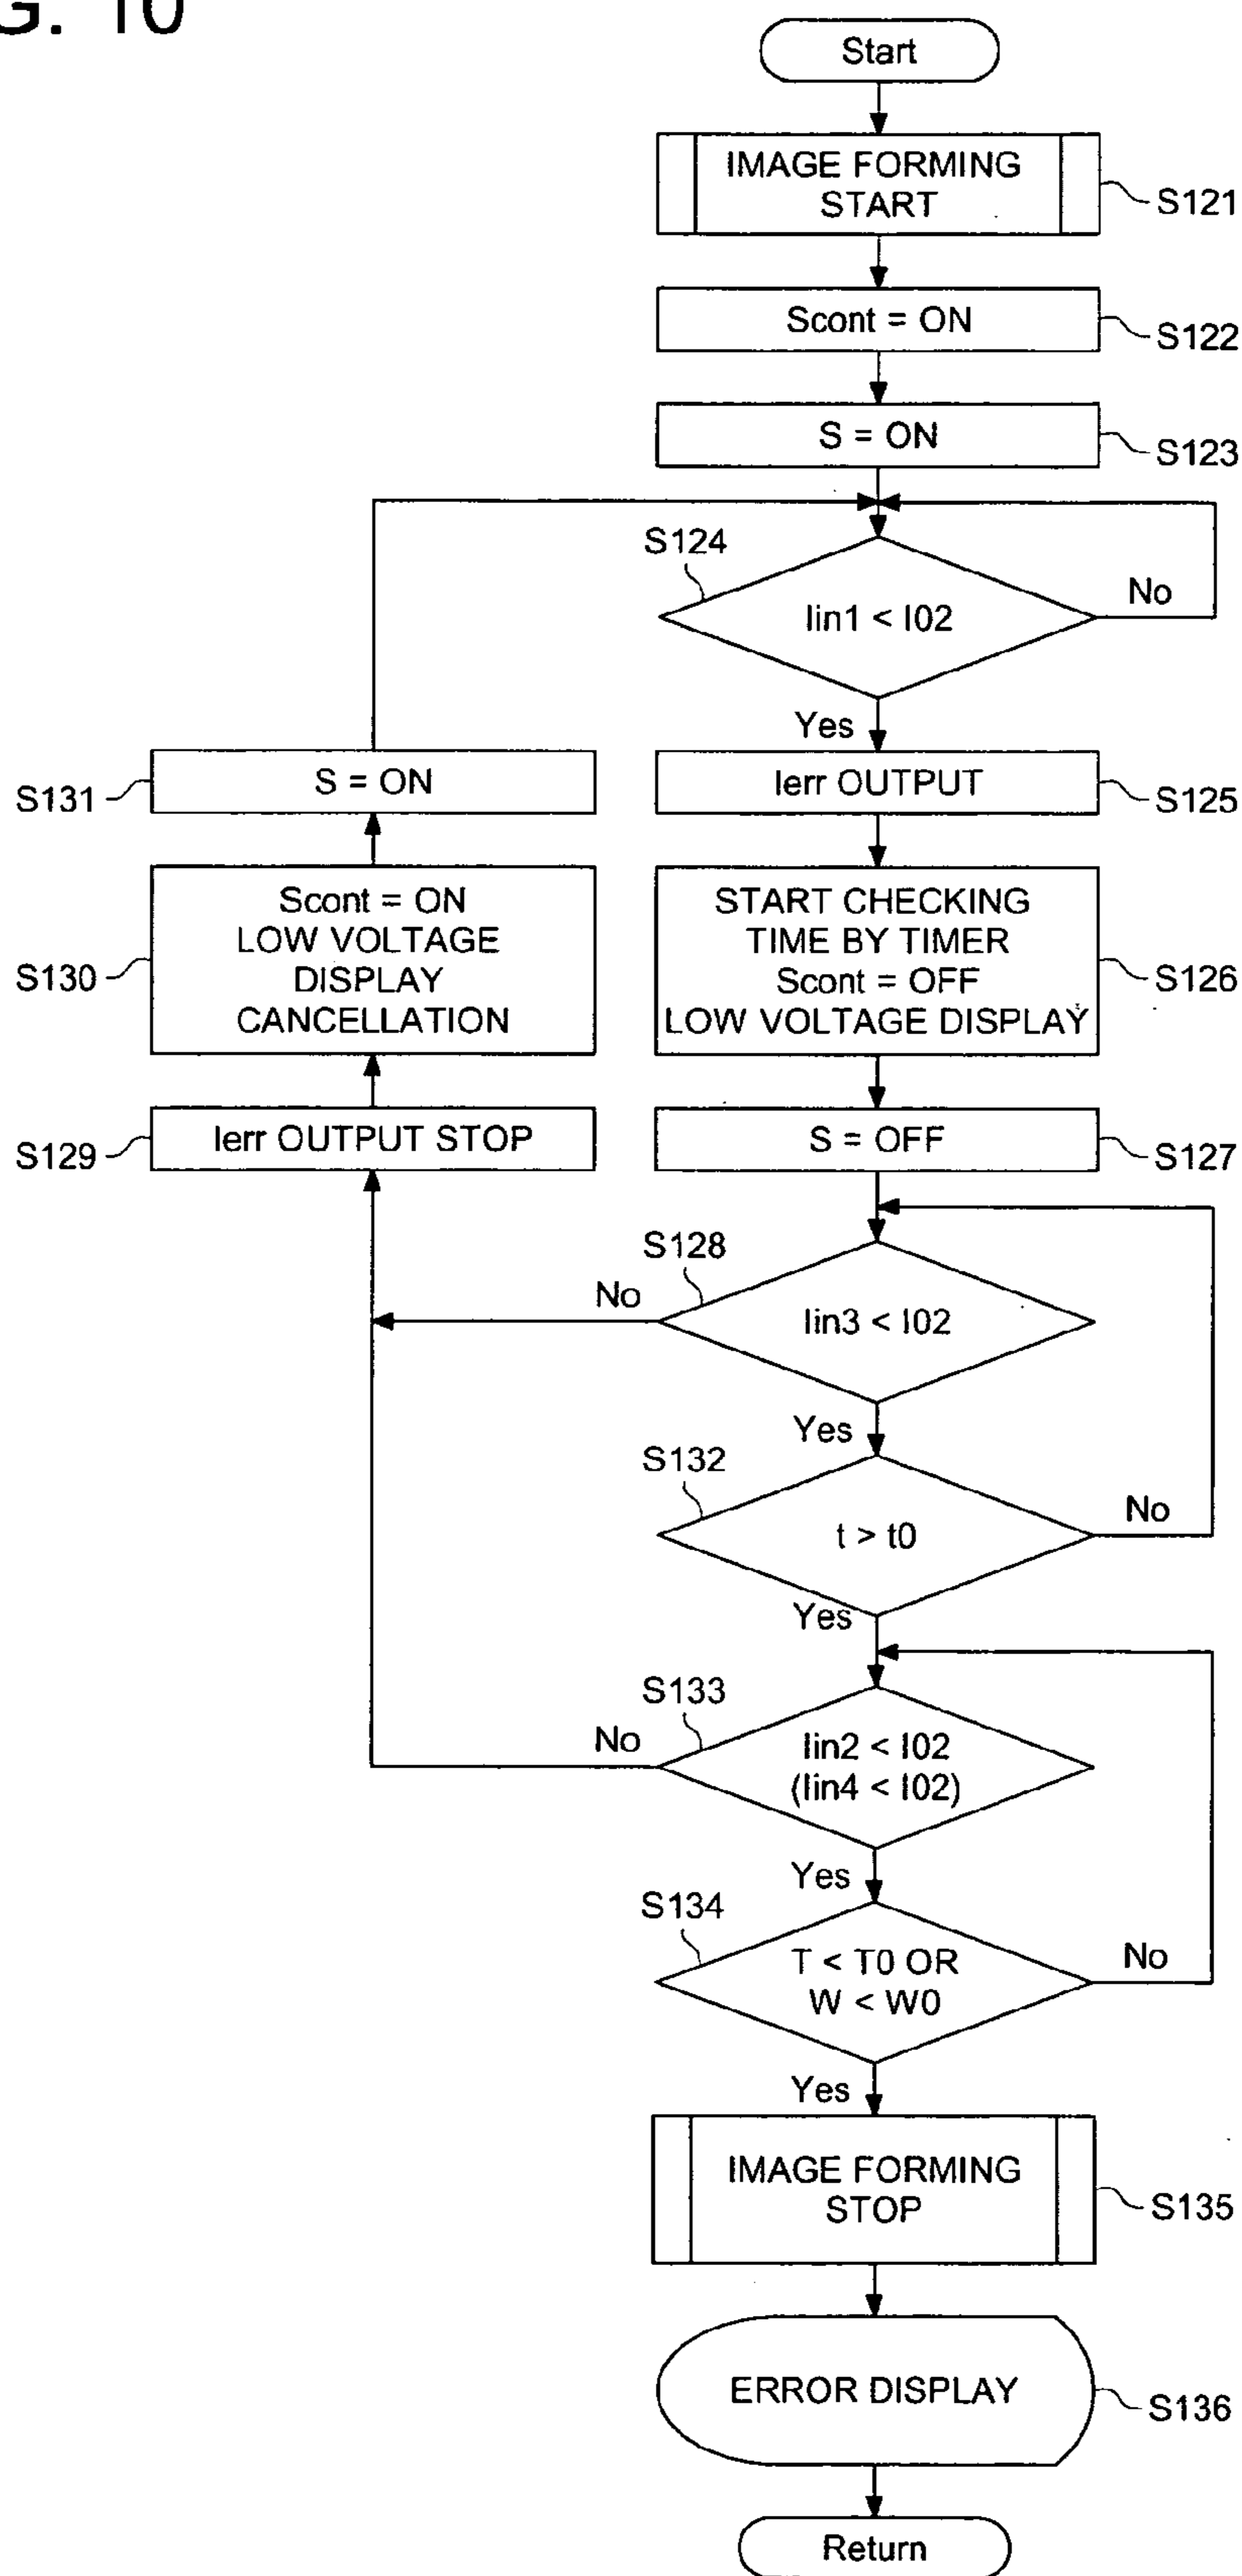 G. 10
Start
IMAGE FORMING
START
S121
Scont = ON
S122
S = ON
S123
S124
Iin1 < I02
No
Yes
S131
S = ON
Ierr OUTPUT
S125
S130
Scont = ON
LOW VOLTAGE
DISPLAY
CANCELLATION
START CHECKING
TIME BY TIMER
Scont = OFF
LOW VOLTAGE DISPLAY
S126
S129
Ierr OUTPUT STOP
S = OFF
S127
S128
No
Iin3 < I02
Yes
S132
t > t0
No
Yes
S133
No
Iin2 < I02
(Iin4 < I02)
Yes
S134
T < T0 OR
W < W0
No
Yes
IMAGE FORMING
STOP
S135
ERROR DISPLAY
S136
Return